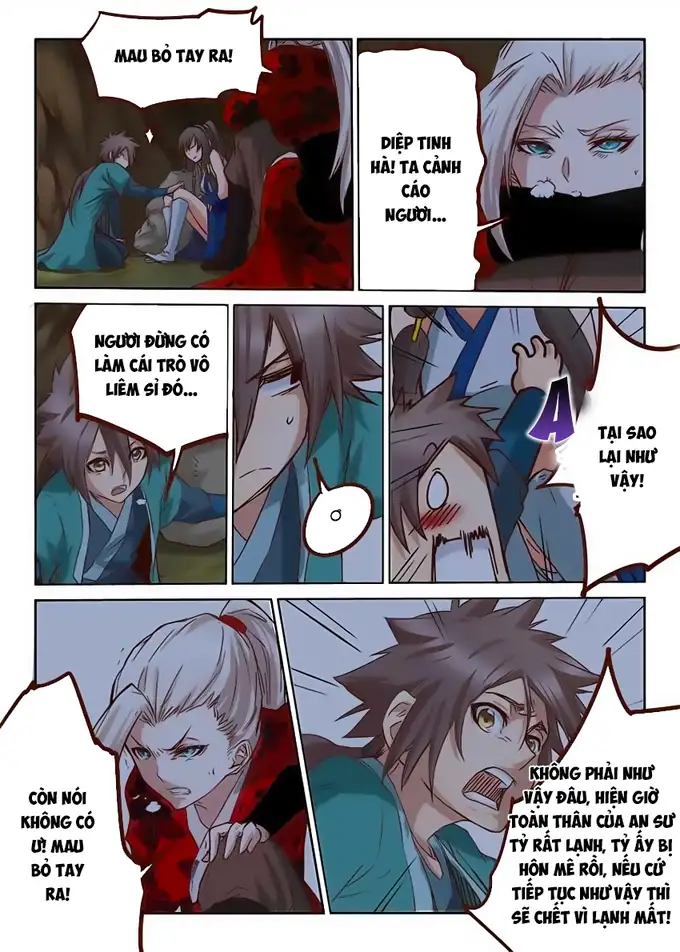 MAU BỎ TAY RA!
DIỆP TINH
HÀ! TA CẢNH
CÁO
NGƯƠI...
NGƯƠI ĐỪNG CÓ
LÀM CÁI TRÒ VÔ
LIÊM SỈ ĐÓ...
Ơ
A
TẠI SAO
LẠI NHƯ
VẬY!
CÒN NÓI
KHÔNG CÓ
Ư! MAU
BỎ TAY
RA!
KHÔNG PHẢI NHƯ
VẬY ĐÂU, HIỆN GIỜ
TOÀN THÂN CỦA AN SƯ
TỶ RẤT LẠNH, TỶ ẤY BỊ
HÔN MÊ RỒI, NẾU CỨ
TIẾP TỤC NHƯ VẬY THÌ
SẼ CHẾT VÌ LẠNH MẤT!